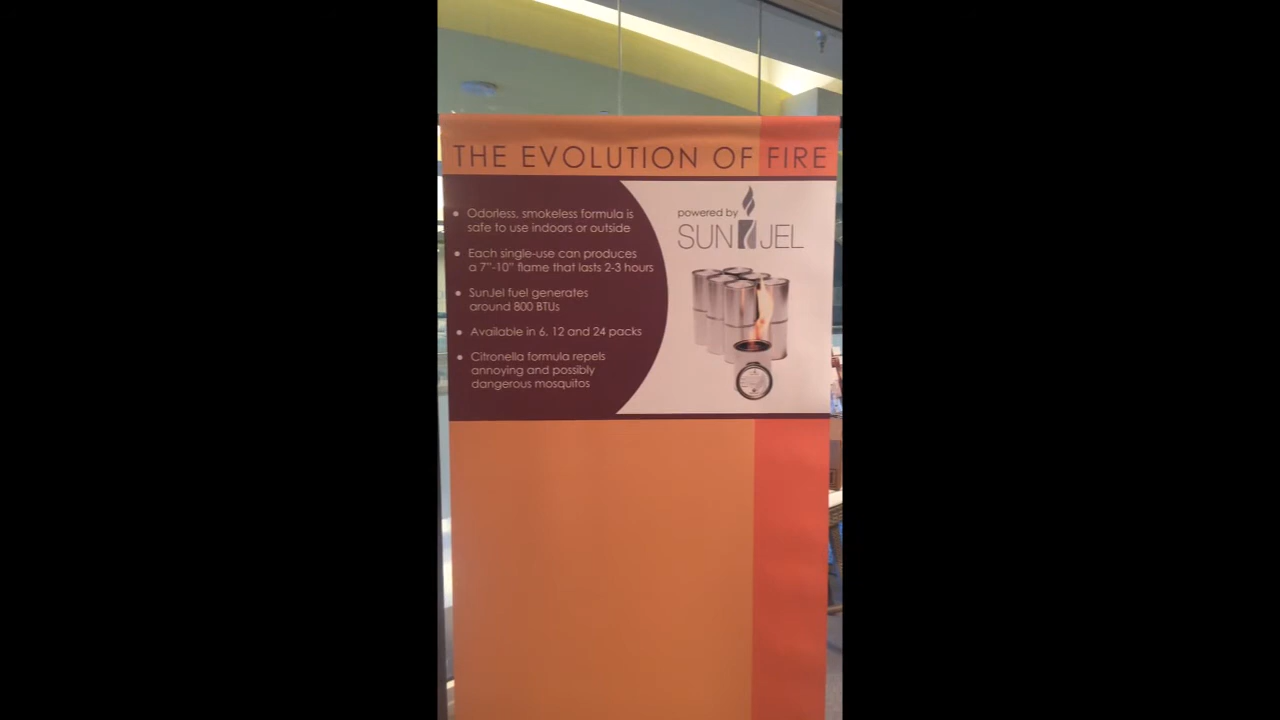 THE EVOLUTION OF FIRE
• Odorless, smokeless formula is
safe to use indoors or outside
• Each single-use can produces
a 7"-10" flame that lasts 2-3 hours
• SunJel fuel generates
around 800 BTUs
• Available in 6, 12 and 24 packs
• Citronella formula repels
annoying and possibly
dangerous mosquitos
powered by
SUN JEL